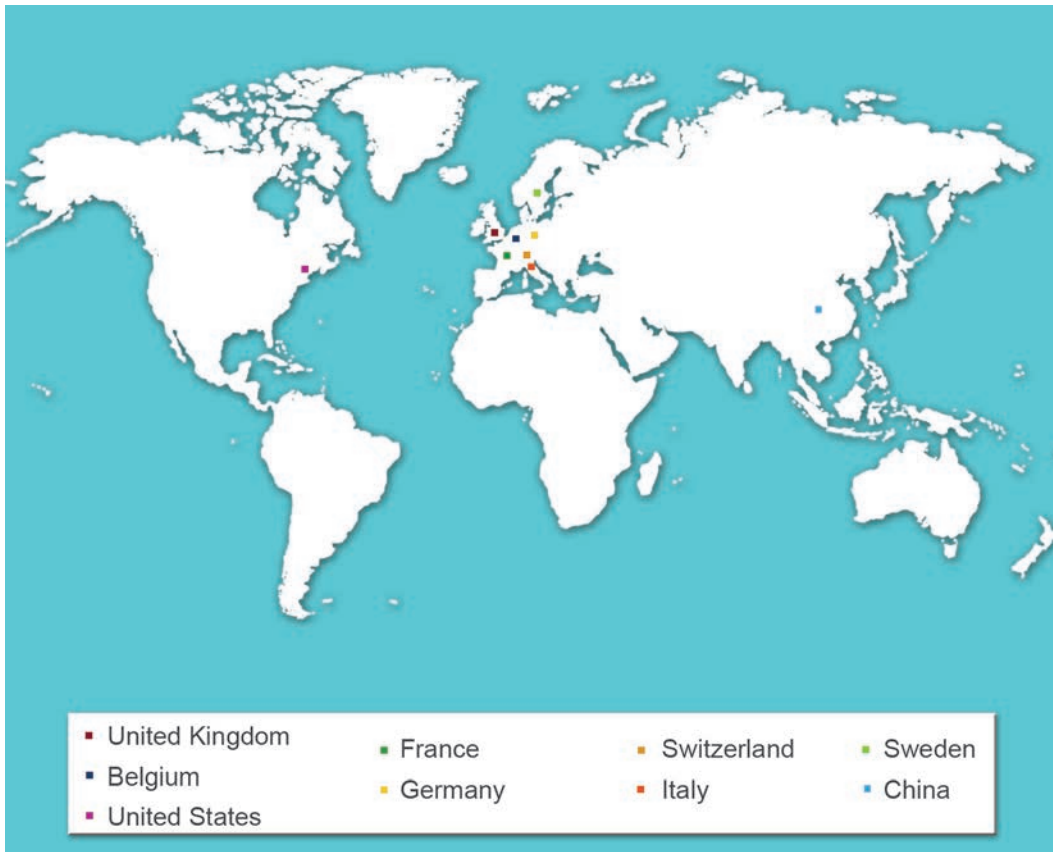 United Kingdom
Belgium
United States
France
Germany
Switzerland
Italy
Sweden
China